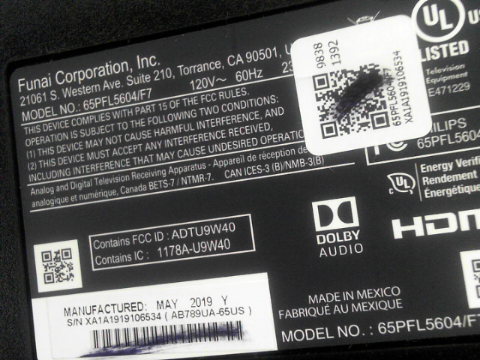 Funai Corporation, Inc.
21061 S. Western Ave. Suite 210, Torrance, CA 90501, U
MODEL NO.: 65PFL5604/F7 120V~ 60Hz 23
THIS DEVICE COMPLIES WITH PART 15 OF THE FCC RULES.
OPERATION IS SUBJECT TO THE FOLLOWING TWO CONDITIONS:
(1) THIS DEVICE MAY NOT CAUSE HARMFUL INTERFERENCE, AND
(2) THIS DEVICE MUST ACCEPT ANY INTERFERENCE RECEIVED,
INCLUDING INTERFERENCE THAT MAY CAUSE UNDESIRED OPERATION
Analog and Digital Television Receiving Apparatus - Appareil de réception de
analogique et numérique, Canada BETS-7 / NTMR-7. CAN ICES-3 (B)/NMB-3(B)
9838
1392
65PFL5604/F7
XA1A1919106534
UL
LISTED
Television
Equipment
E471229
PHILIPS
65PFL5604/F
Energy Verified
Rendement
Énergétique
UL
Contains FCC ID : ADTU9W40
Contains IC : 1178A-U9W40
DOLBY
AUDIO
HDMI
MANUFACTURED: MAY 2019 Y
S/N XA1A1919106534 ( AB789UA-65US )
MADE IN MEXICO
FABRIQUÉ AU MEXIQUE
MODEL NO. : 65PFL5604/F7